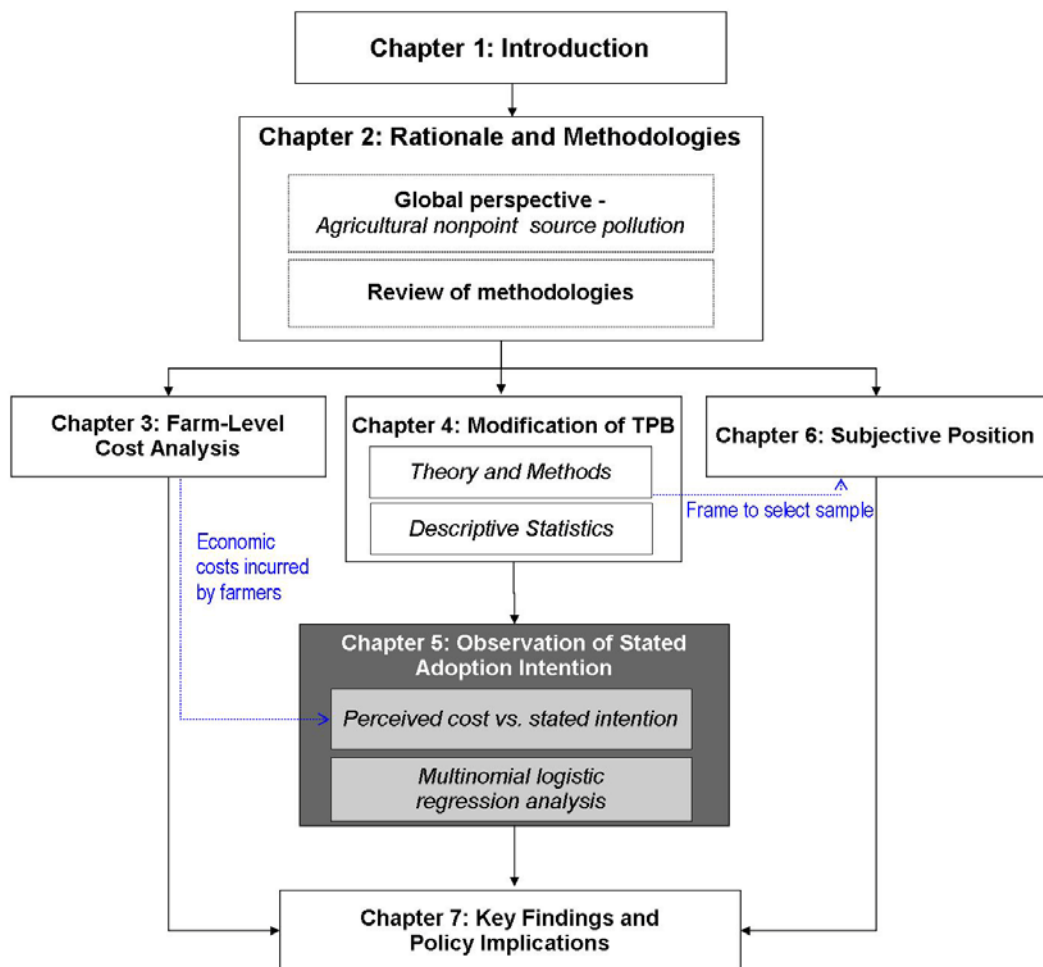 Chapter 1: Introduction
Chapter 2: Rationale and Methodologies
Global perspective -
Agricultural nonpoint source pollution
Review of methodologies
Chapter 3: Farm-Level
Cost Analysis
Chapter 4: Modification of TPB
Theory and Methods
Descriptive Statistics
Chapter 6: Subjective Position
Frame to select sample
Economic
costs incurred
by farmers
Chapter 5: Observation of Stated
Adoption Intention
Perceived cost vs. stated intention
Multinomial logistic
regression analysis
Chapter 7: Key Findings and
Policy Implications